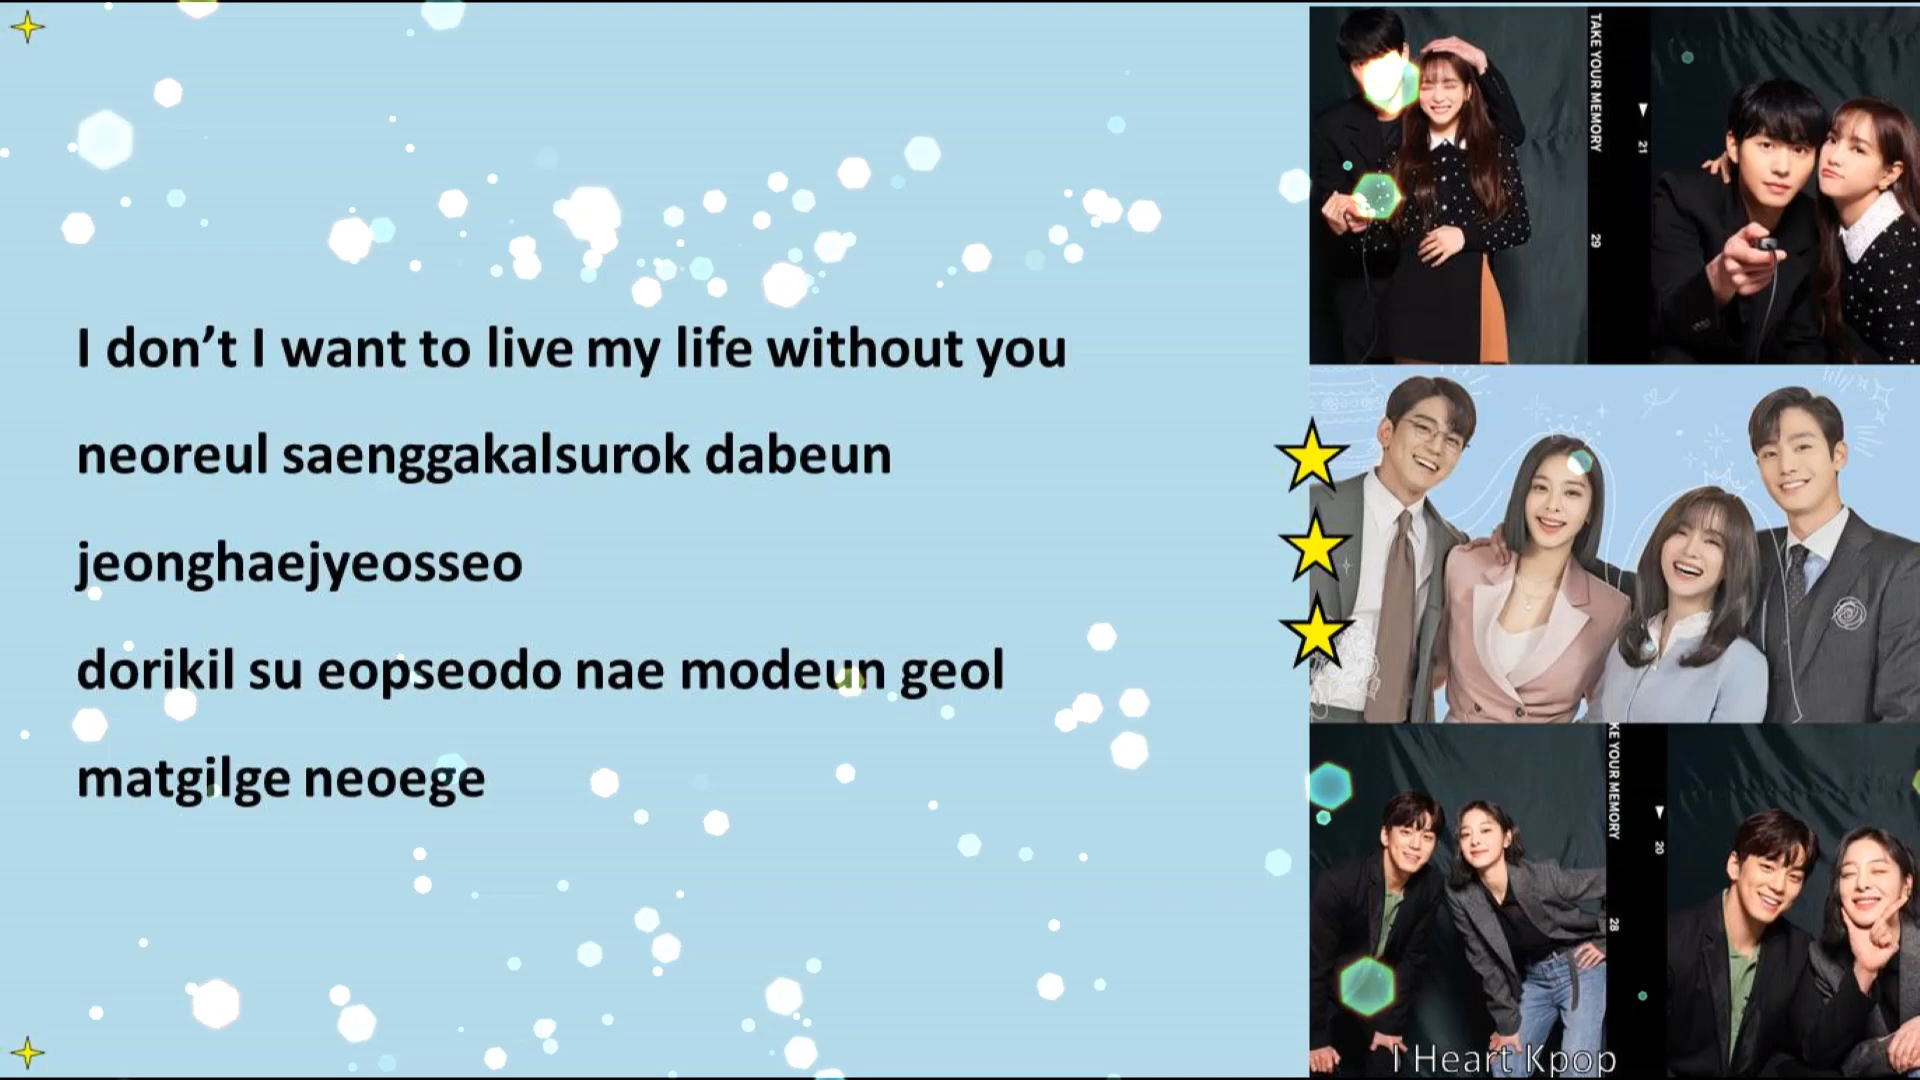 I don’t I want to live my life without you
neoreul saenggakalsurok dabeun
jeonghaejyeosseo
dorikil su eopseodo nae modeun geol
matgilge neoege
TAKE YOUR MEMORY
21
29
KE YOUR MEMORY
20
28
I Heart Kpop